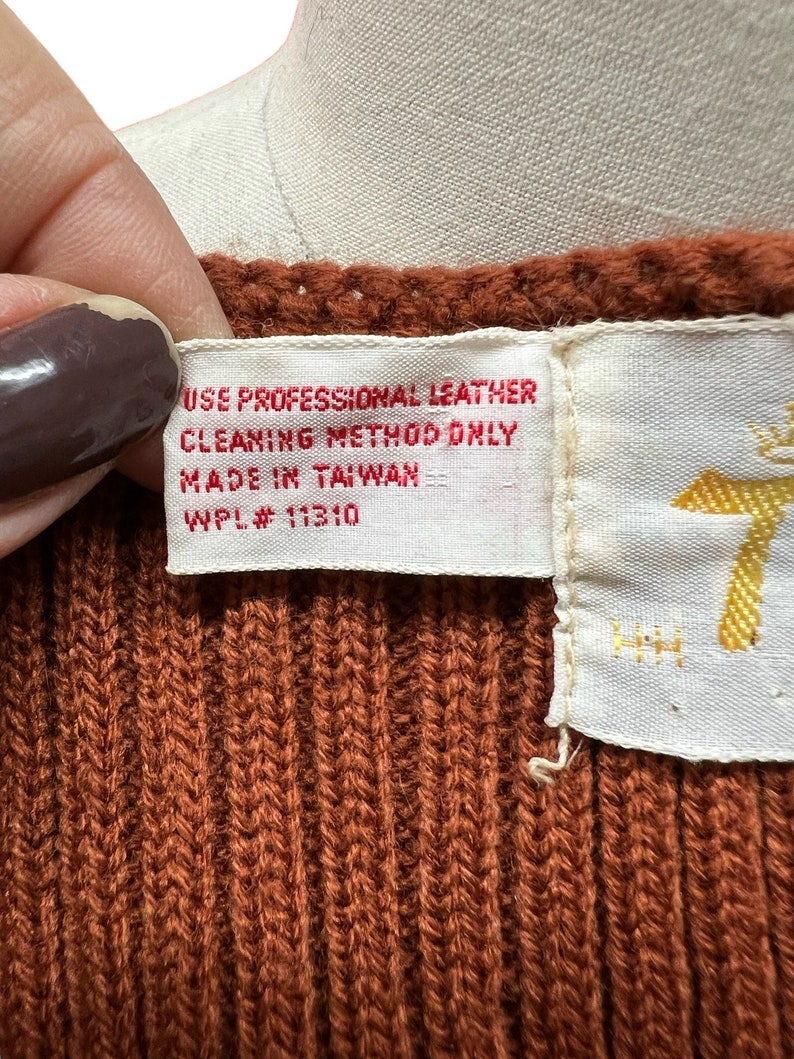 USE PROFESSIONAL LEATHER
CLEANING METHOD ONLY
MADE IN TAIWAN
WPL# 11310
T